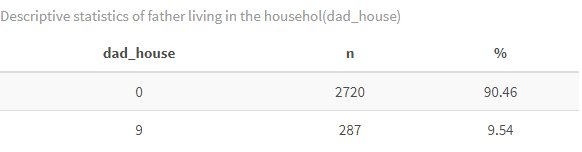 Descriptive statistics of father living in the househol(dad_house)
dad_house n %
0 2720 90.46
9 287 9.54